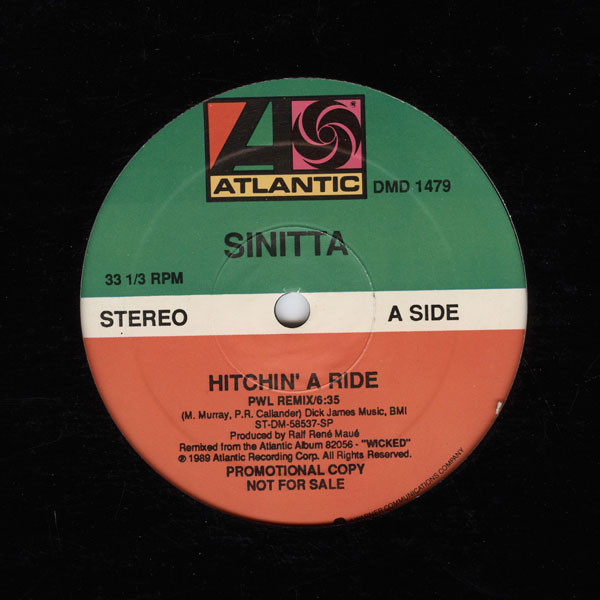 ATLANTIC
DMD 1479
SINITTA
33 1/3 RPM
STEREO
A SIDE
HITCHIN' A RIDE
PWL REMIX/6:35
(M. Murray, P.R. Callander) Dick James Music, BMI
ST-DM-58537-SP
Produced by Ralf René Maué
Remixed from the Atlantic Album 82056 - "WICKED"
℗ 1989 Atlantic Recording Corp. All Rights Reserved.
PROMOTIONAL COPY
NOT FOR SALE
COMMUNICATIONS COMPANY